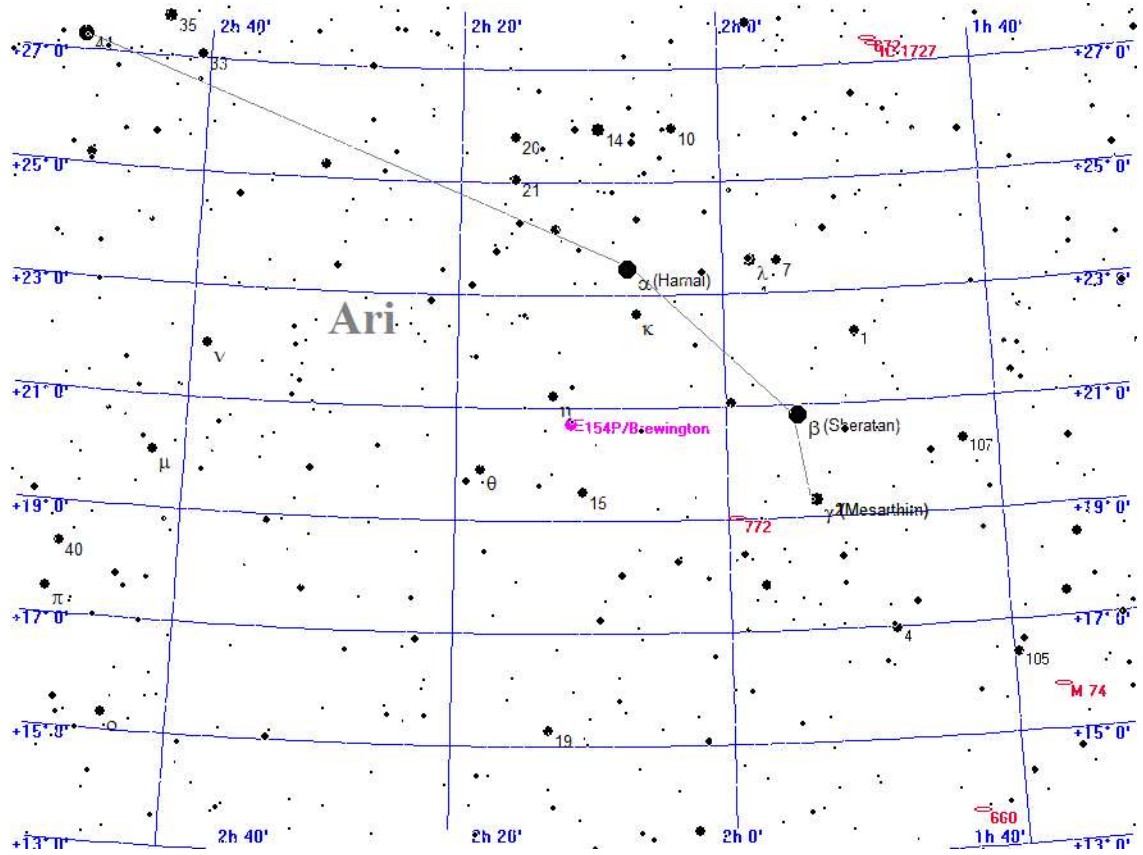 35
2h 40'
2h 20'
2h 0'
1h 40'
41
33
672
IC 1727
+27° 0'
+27° 0'
20
14
10
+25° 0'
21
+25° 0'
α (Hamal)
λ
7
1
+23° 0'
Ari
κ
1
ν
+21° 0'
η
+21° 0'
154P/Brewington
β (Sheratan)
107
μ
θ
15
+19° 0'
772
(Mesarthim)
+19° 0'
40
π
+17° 0'
4
+17° 0'
105
M 74
ο
+15° 0'
19
+15° 0'
660
+13° 0'
2h 40'
2h 20'
2h 0'
1h 40'
+13° 0'